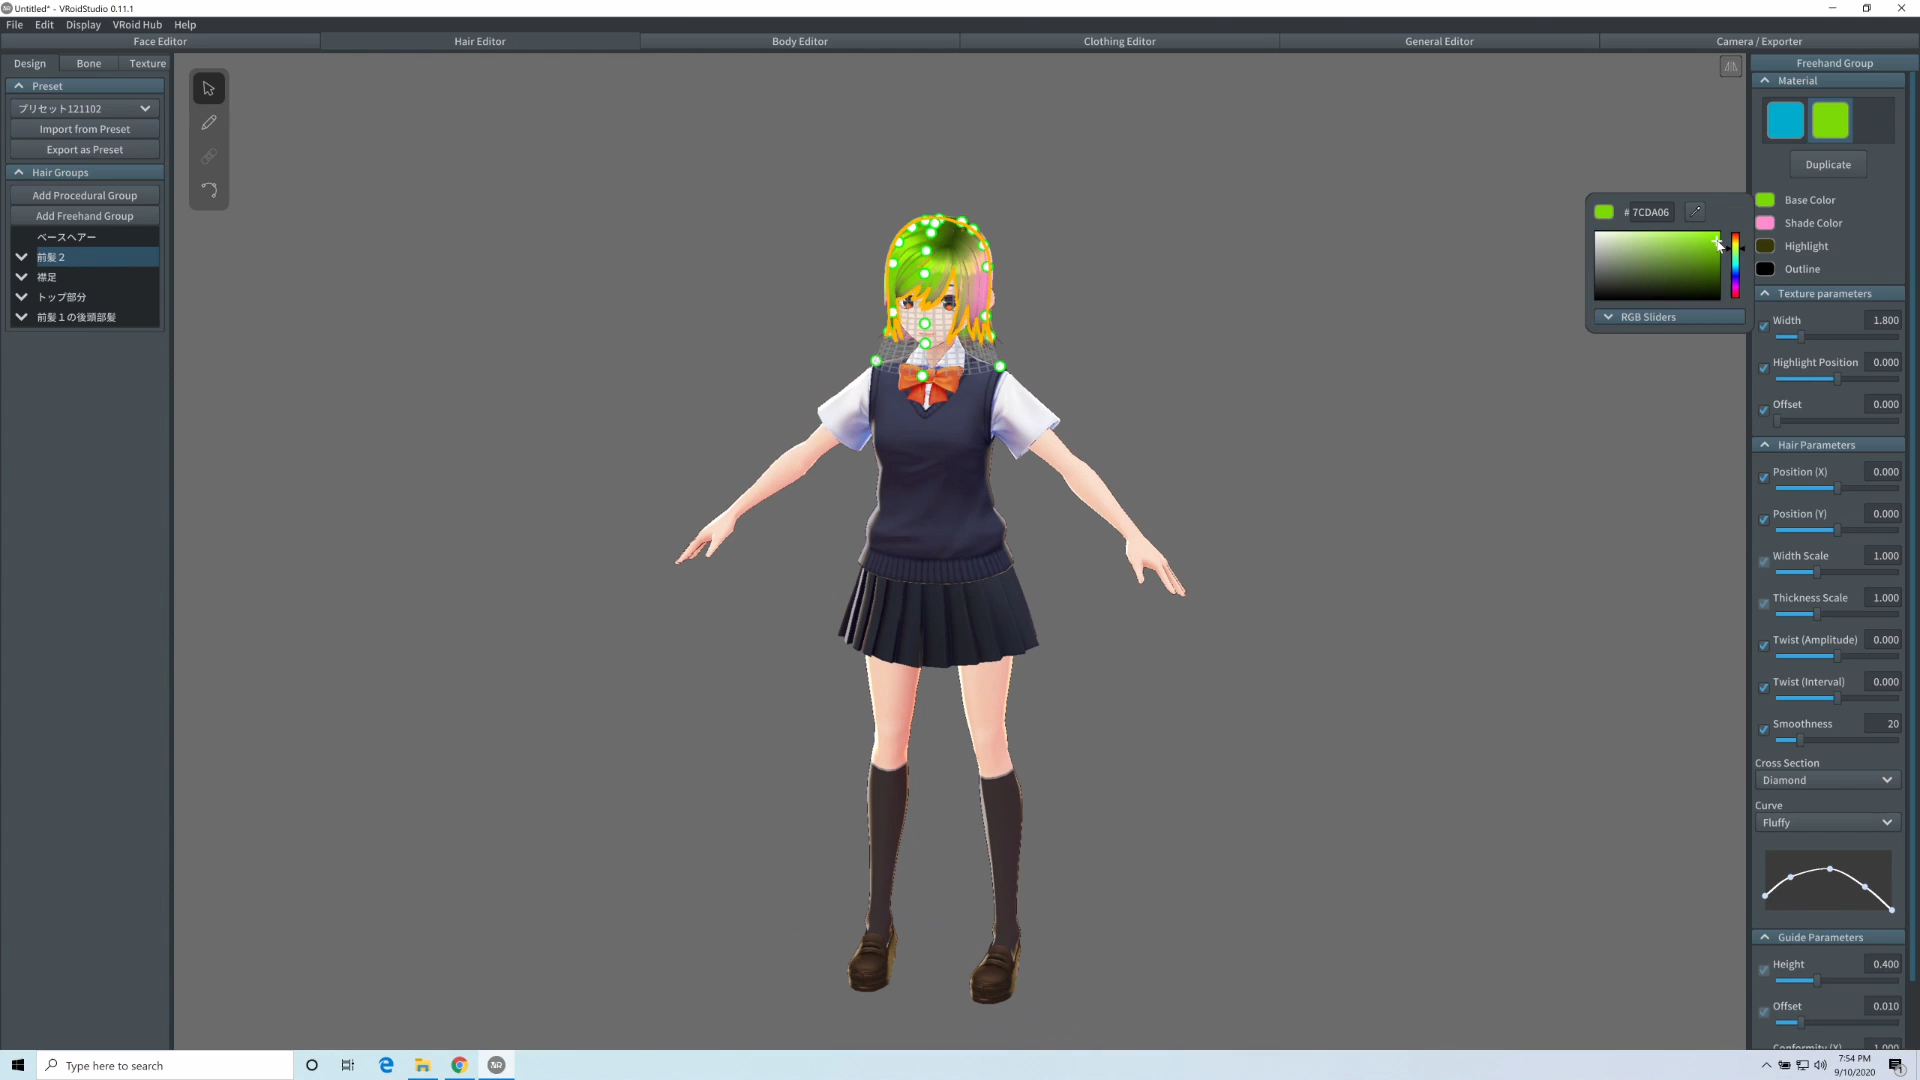 Untitled* - VRoidStudio 0.11.1
File Edit Display VRoid Hub Help
Face Editor Hair Editor Body Editor Clothing Editor General Editor Camera / Exporter
Design Bone Texture
Preset
プリセット121102
Import from Preset
Export as Preset
Hair Groups
Add Procedural Group
Add Freehand Group
ベースヘアー
前髪２
襟足
トップ部分
前髪１の後頭部髪
Freehand Group
Material
Duplicate
# 7CDA06
RGB Sliders
Base Color
Shade Color
Highlight
Outline
Texture parameters
Width 1.800
Highlight Position 0.000
Offset 0.000
Hair Parameters
Position (X) 0.000
Position (Y) 0.000
Width Scale 1.000
Thickness Scale 1.000
Twist (Amplitude) 0.000
Twist (Interval) 0.000
Smoothness 20
Cross Section
Diamond
Curve
Fluffy
Guide Parameters
Height 0.400
Offset 0.010
Conformity (X) 1.000
Type here to search
7:54 PM
9/10/2020